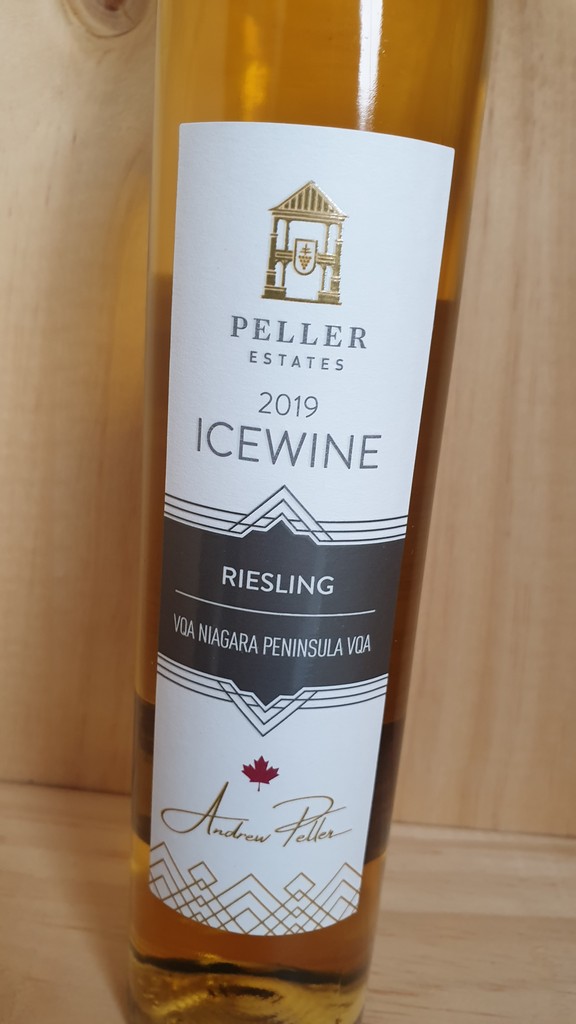 PELLER
ESTATES
2019
ICEWINE
RIESLING
VQA NIAGARA PENINSULA VQA
Andrew Peller